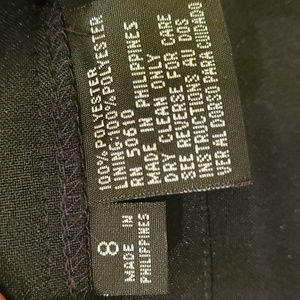 100% POLYESTER
LINING-100% POLYESTER
RN 50610
MADE IN PHILIPPINES
DRY CLEAN ONLY
SEE REVERSE FOR CARE
INSTRUCTIONS AU DOS
VER AL DORSO PARA CUIDADO
8
MADE IN
PHILIPPINES